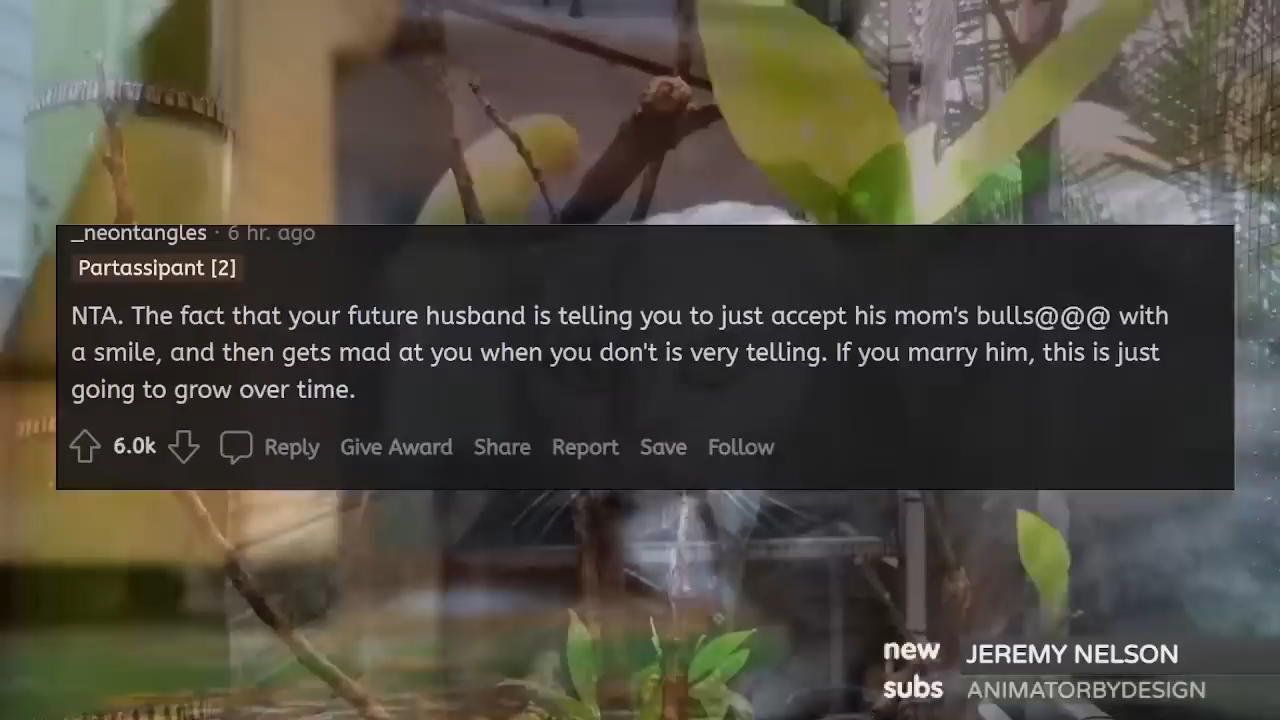 _neontangles · 6 hr. ago
Partassipant [2]
NTA. The fact that your future husband is telling you to just accept his mom's bulls@@@ with
a smile, and then gets mad at you when you don't is very telling. If you marry him, this is just
going to grow over time.
6.0k Reply Give Award Share Report Save Follow
new JEREMY NELSON
subs ANIMATORBYDESIGN